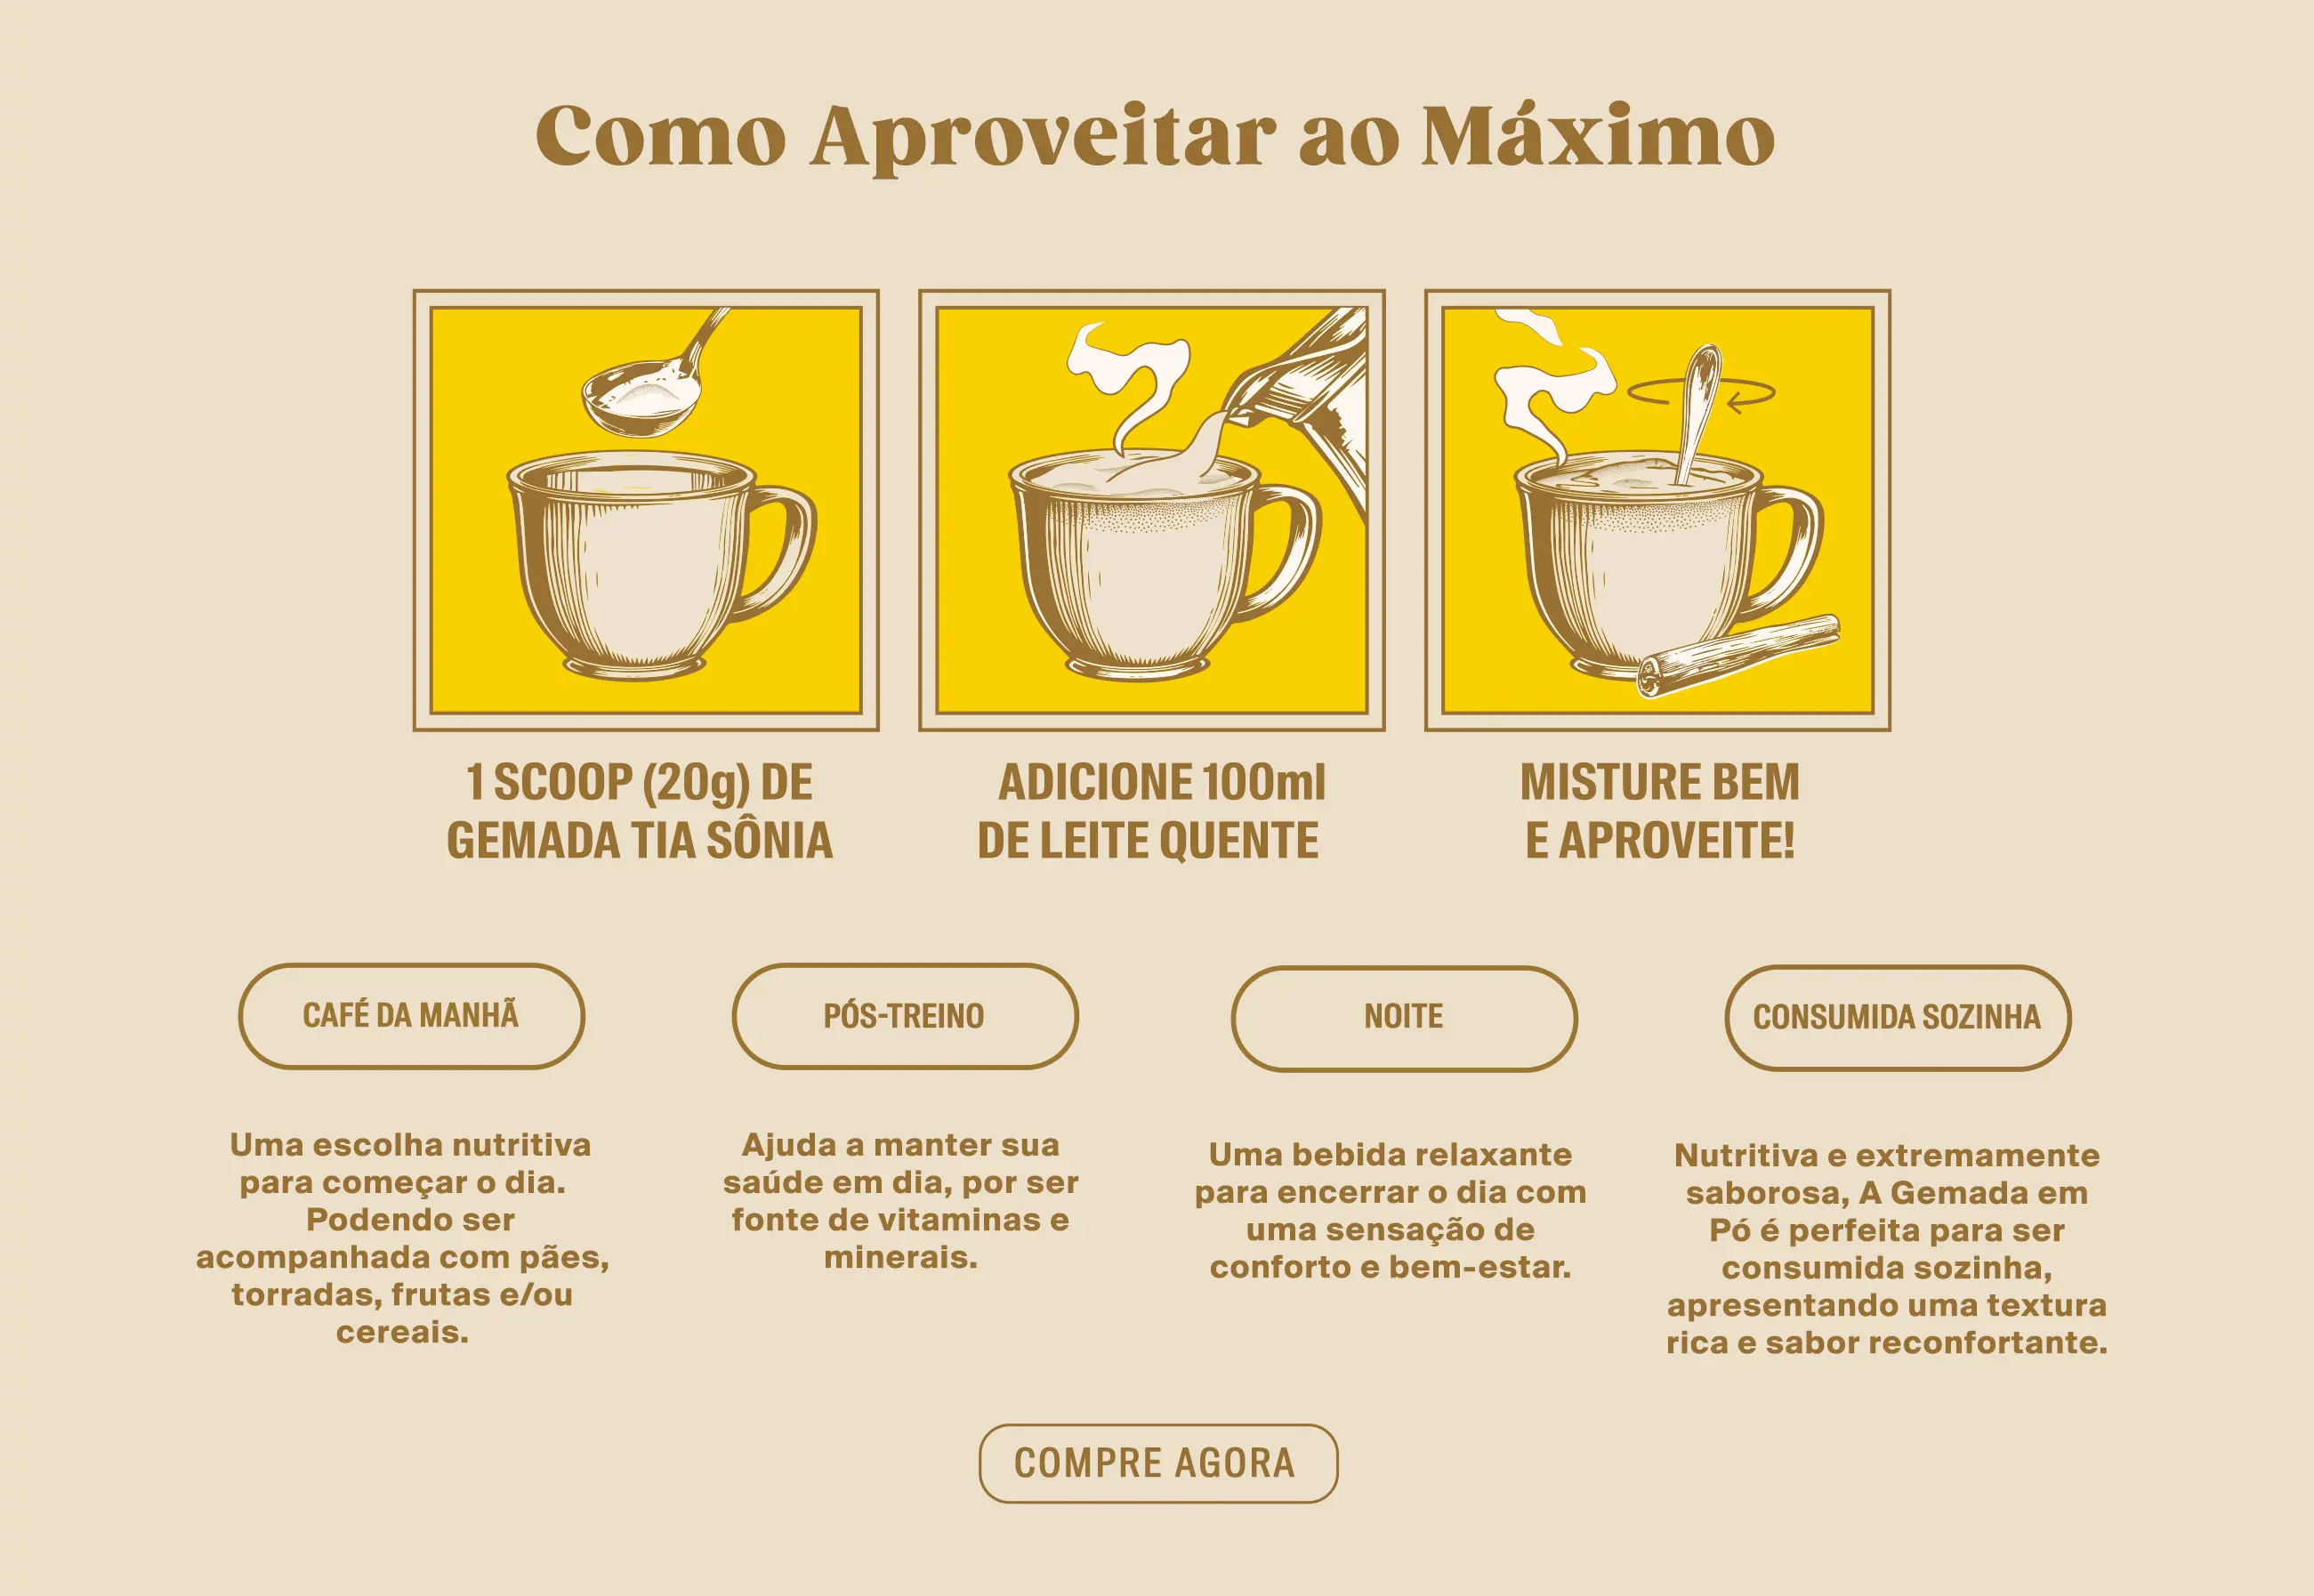 Como Aproveitar ao Máximo
1 SCOOP (20g) DE
GEMADA TIA SÔNIA
ADICIONE 100ml
DE LEITE QUENTE
MISTURE BEM
E APROVEITE!
CAFÉ DA MANHÃ
Uma escolha nutritiva
para começar o dia.
Podendo ser
acompanhada com pães,
torradas, frutas e/ou
cereais.
PÓS-TREINO
Ajuda a manter sua
saúde em dia, por ser
fonte de vitaminas e
minerais.
NOITE
Uma bebida relaxante
para encerrar o dia com
uma sensação de
conforto e bem-estar.
CONSUMIDA SOZINHA
Nutritiva e extremamente
saborosa, A Gemada em
Pó é perfeita para ser
consumida sozinha,
apresentando uma textura
rica e sabor reconfortante.
COMPRE AGORA